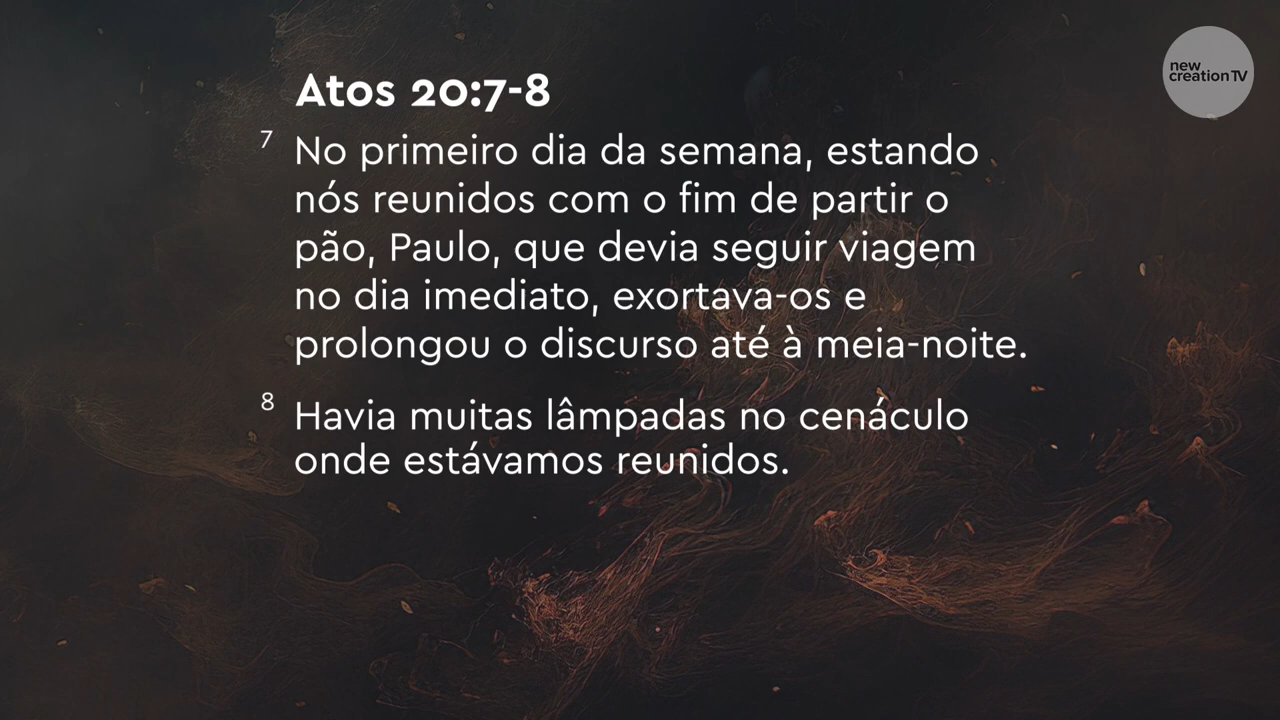 new
creation TV
Atos 20:7-8
7 No primeiro dia da semana, estando
nós reunidos com o fim de partir o
pão, Paulo, que devia seguir viagem
no dia imediato, exortava-os e
prolongou o discurso até à meia-noite.
8 Havia muitas lâmpadas no cenáculo
onde estávamos reunidos.